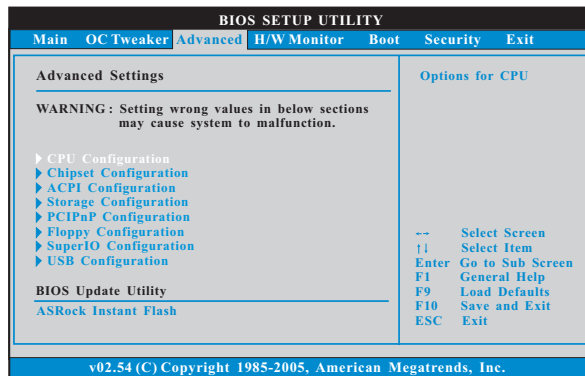 BIOS SETUP UTILITY
Main OC Tweaker Advanced H/W Monitor Boot Security Exit
Advanced Settings
WARNING : Setting wrong values in below sections
may cause system to malfunction.
CPU Configuration
Chipset Configuration
ACPI Configuration
Storage Configuration
PCIPnP Configuration
Floppy Configuration
SuperIO Configuration
USB Configuration
BIOS Update Utility
ASRock Instant Flash
Options for CPU
←→ Select Screen
↑↓ Select Item
Enter Go to Sub Screen
F1 General Help
F9 Load Defaults
F10 Save and Exit
ESC Exit
v02.54 (C) Copyright 1985-2005, American Megatrends, Inc.